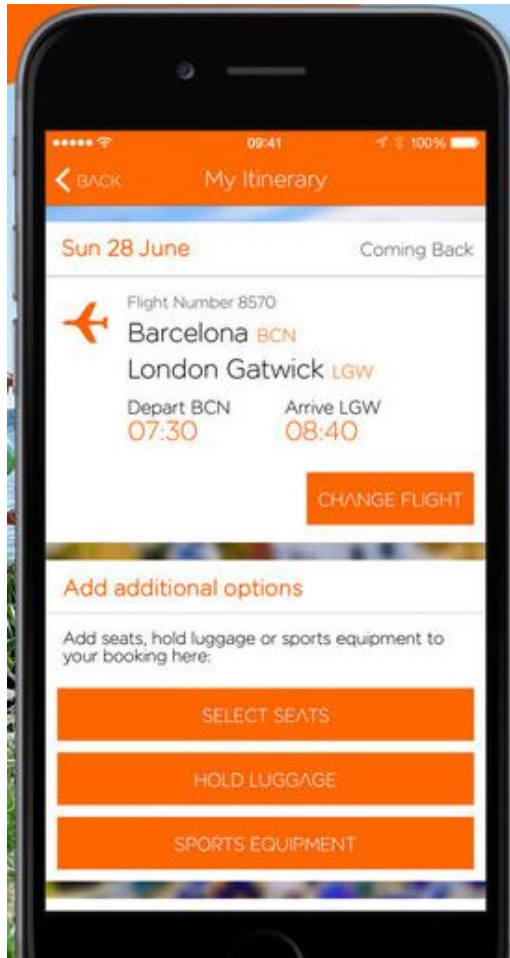 09:41 100%
BACK My Itinerary
Sun 28 June Coming Back
Flight Number 8570
Barcelona BCN
London Gatwick LGW
Depart BCN Arrive LGW
07:30 08:40
CHANGE FLIGHT
Add additional options
Add seats, hold luggage or sports equipment to
your booking here:
SELECT SEATS
HOLD LUGGAGE
SPORTS EQUIPMENT